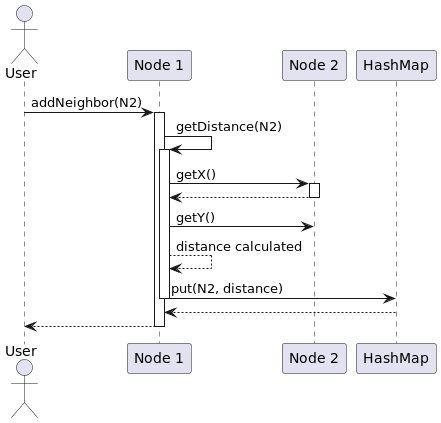 User
Node 1
Node 2
HashMap
addNeighbor(N2)
getDistance(N2)
getX()
getY()
distance calculated
put(N2, distance)
User
Node 1
Node 2
HashMap